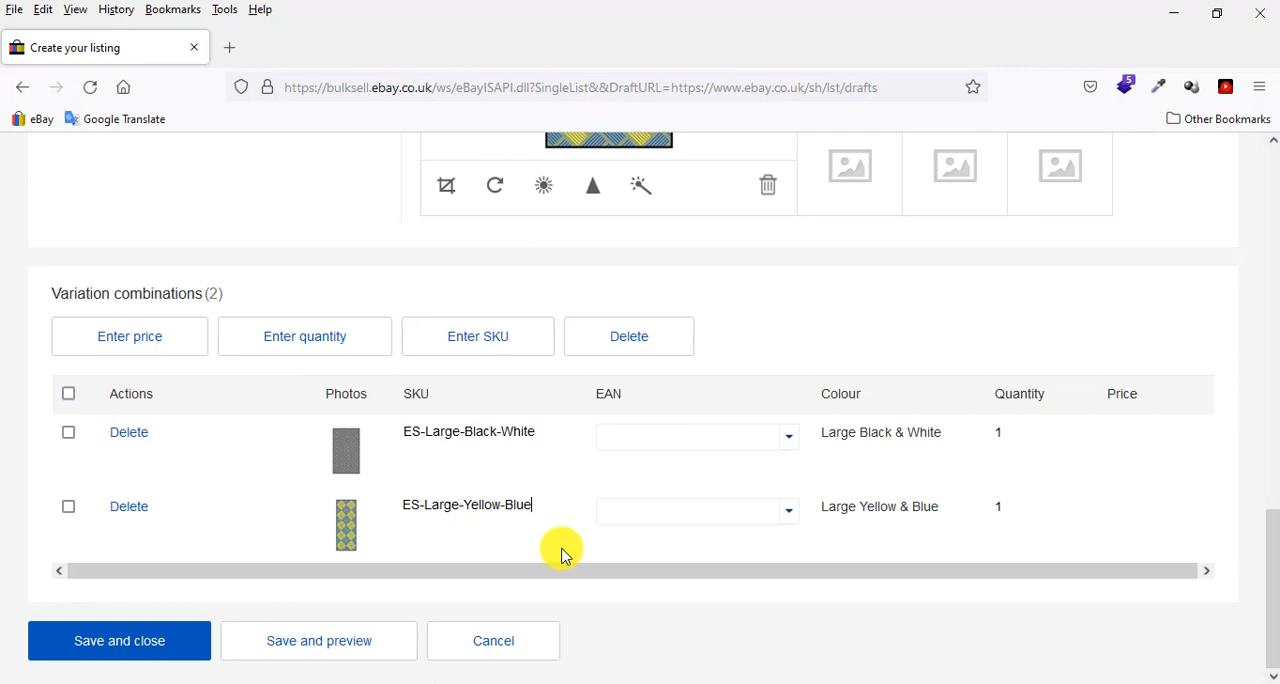 File Edit View History Bookmarks Tools Help
Create your listing
5
https://bulksell.ebay.co.uk/ws/eBayISAPI.dll?SingleList&&DraftURL=https://www.ebay.co.uk/sh/lst/drafts
eBay Google Translate Other Bookmarks
Variation combinations (2)
Enter price Enter quantity Enter SKU Delete
Actions Photos SKU EAN Colour Quantity Price
Delete ES-Large-Black-White Large Black & White 1
Delete ES-Large-Yellow-Blue Large Yellow & Blue 1
Save and close Save and preview Cancel